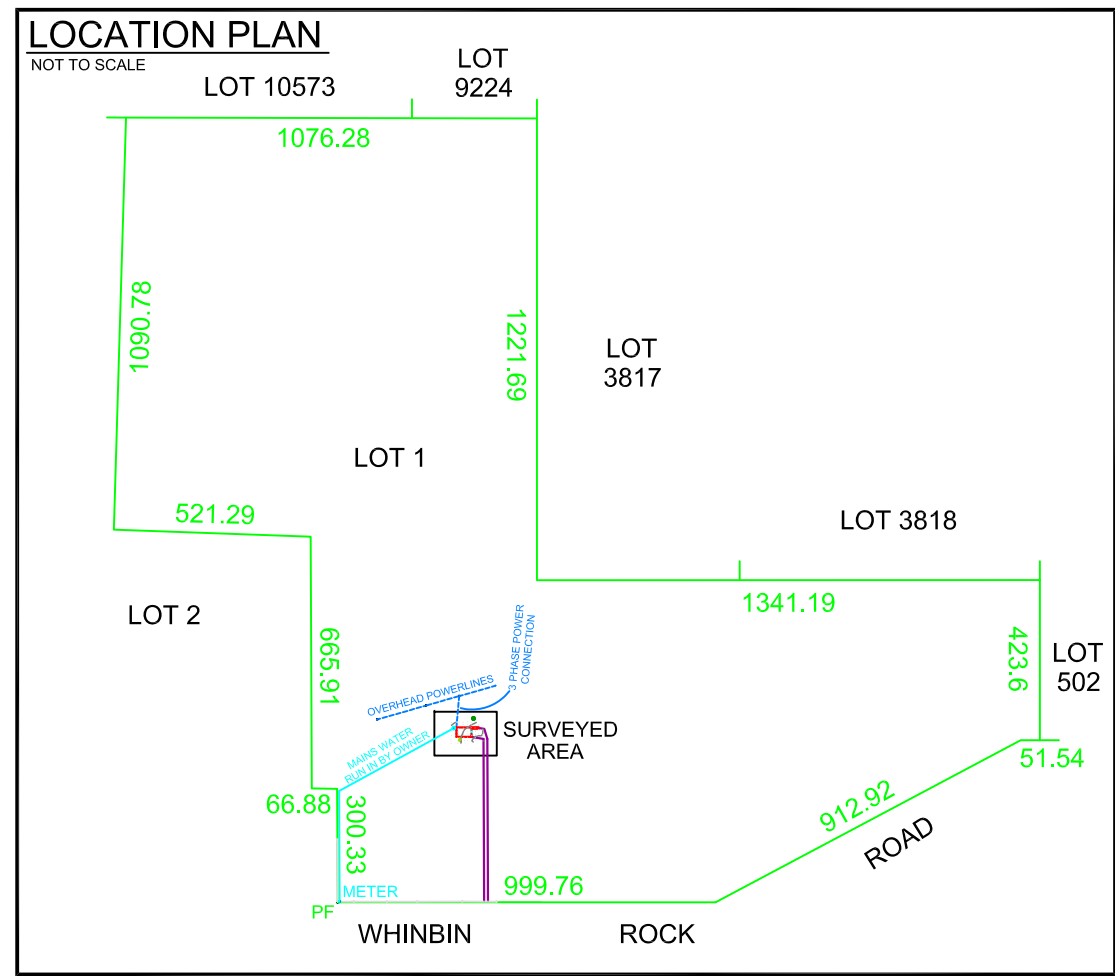 LOCATION PLAN
NOT TO SCALE
LOT 10573
LOT
9224
1076.28
1090.78
1221.69
LOT
3817
LOT 1
521.29
LOT 3818
LOT 2
1341.19
665.91
3 PHASE POWER
CONNECTION
423.6
LOT
502
OVERHEAD POWERLINES
SURVEYED
AREA
MAINS WATER
RUN IN BY OWNER
51.54
66.88
300.33
912.92
ROAD
METER
999.76
PF
WHINBIN
ROCK